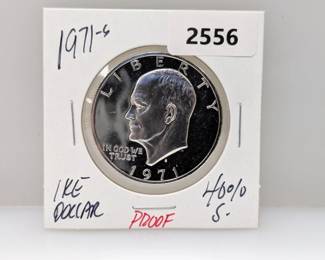 2556
1971-S
LIBERTY
IN GOD WE
TRUST
1971
IKE
DOLLAR
PROOF
40%
S-